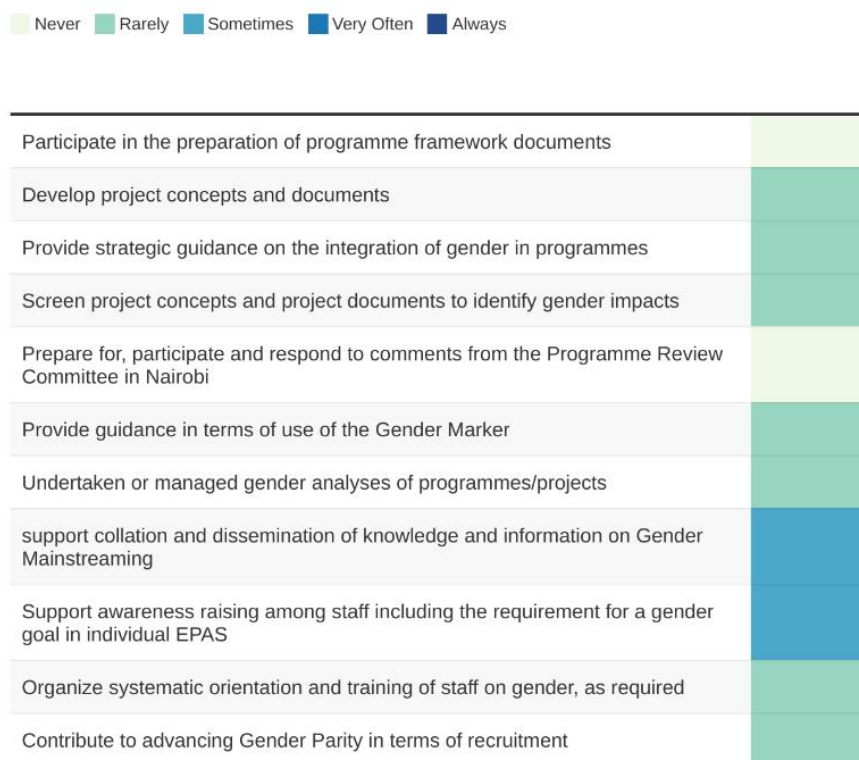 Never Rarely Sometimes Very Often Always
Participate in the preparation of programme framework documents
Develop project concepts and documents
Provide strategic guidance on the integration of gender in programmes
Screen project concepts and project documents to identify gender impacts
Prepare for, participate and respond to comments from the Programme Review
Committee in Nairobi
Provide guidance in terms of use of the Gender Marker
Undertaken or managed gender analyses of programmes/projects
support collation and dissemination of knowledge and information on Gender
Mainstreaming
Support awareness raising among staff including the requirement for a gender
goal in individual EPAS
Organize systematic orientation and training of staff on gender, as required
Contribute to advancing Gender Parity in terms of recruitment